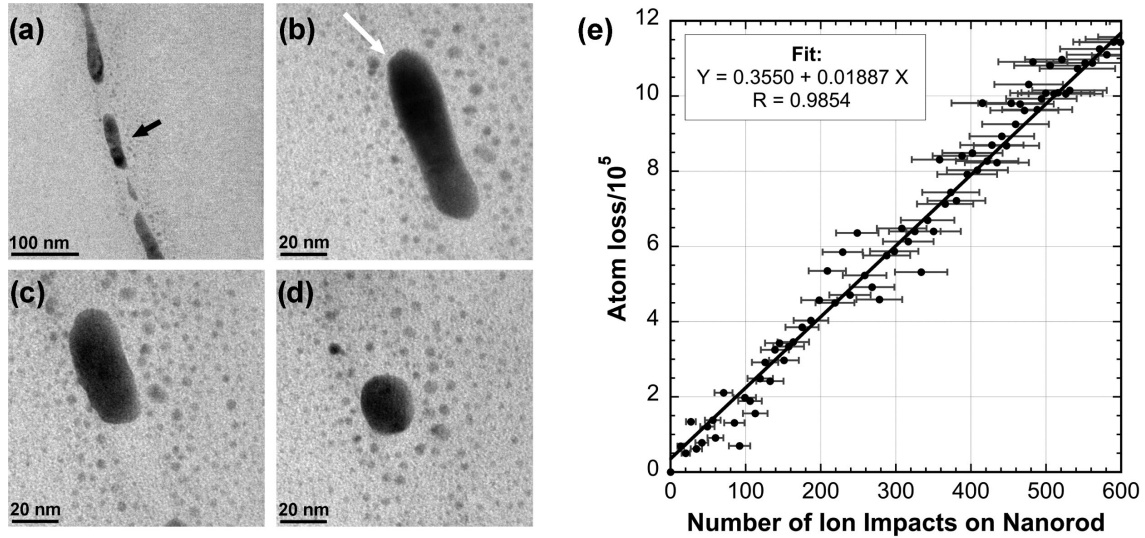 (a)
100 nm
(b)
20 nm
(c)
20 nm
(d)
20 nm
(e)
Fit:
Y = 0.3550 + 0.01887 X
R = 0.9854
Atom loss/10⁵
12
10
8
6
4
2
0
0 100 200 300 400 500 600
Number of Ion Impacts on Nanorod